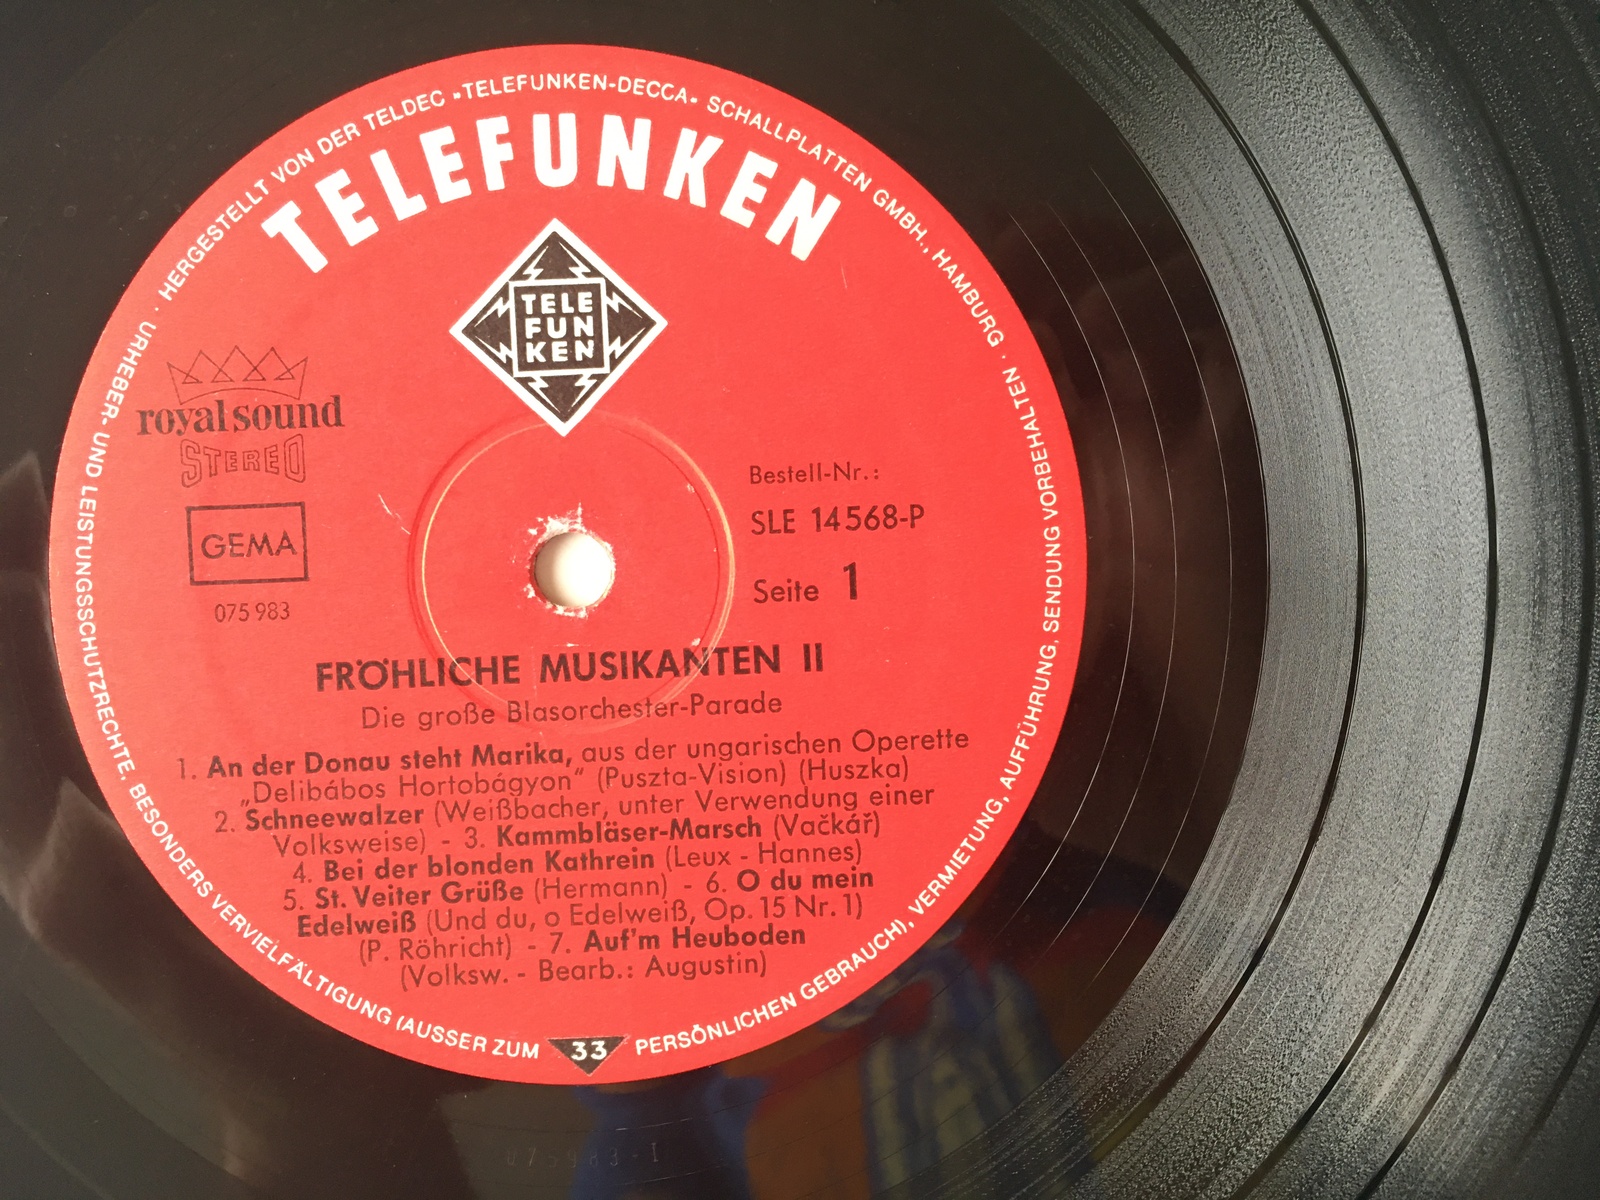 HERGESTELLT VON DER TELDEC »TELEFUNKEN-DECCA« SCHALLPLATTEN GMBH., HAMBURG · URHEBER- UND LEISTUNGSSCHUTZRECHTE. BESONDERS VERVIELFÄLTIGUNG (AUSSER ZUM PERSÖNLICHEN GEBRAUCH), VERMIETUNG, AUFFÜHRUNG, SENDUNG VORBEHALTEN ·
TELEFUNKEN
TELE
FUN
KEN
royal sound
STEREO
GEMA
075 983
Bestell-Nr.:
SLE 14568-P
Seite 1
FRÖHLICHE MUSIKANTEN II
Die große Blasorchester-Parade
1. An der Donau steht Marika, aus der ungarischen Operette
„Delibábos Hortobágyon“ (Puszta-Vision) (Huszka)
2. Schneewalzer (Weißbacher, unter Verwendung einer
Volksweise) - 3. Kammbläser-Marsch (Vačkář)
4. Bei der blonden Kathrein (Leux - Hannes)
5. St. Veiter Grüße (Hermann) - 6. O du mein
Edelweiß (Und du, o Edelweiß, Op. 15 Nr. 1)
(P. Röhricht) - 7. Auf'm Heuboden
(Volksw. - Bearb.: Augustin)
33
075983-1